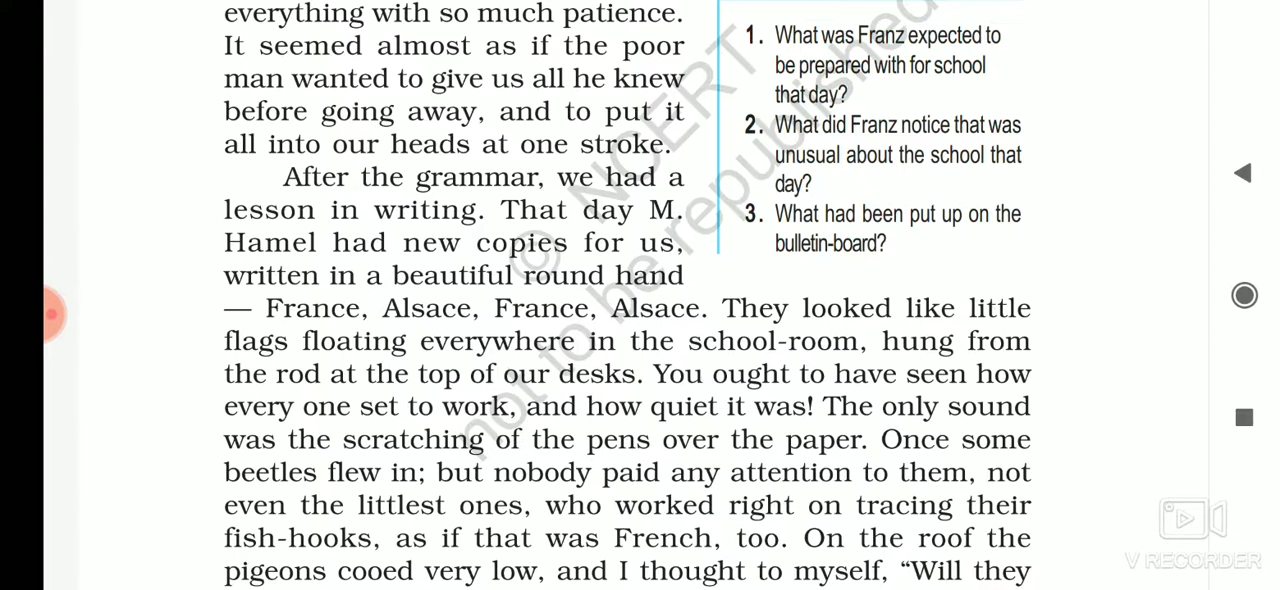 everything with so much patience.
It seemed almost as if the poor
man wanted to give us all he knew
before going away, and to put it
all into our heads at one stroke.
After the grammar, we had a
lesson in writing. That day M.
Hamel had new copies for us,
written in a beautiful round hand
— France, Alsace, France, Alsace. They looked like little
flags floating everywhere in the school-room, hung from
the rod at the top of our desks. You ought to have seen how
every one set to work, and how quiet it was! The only sound
was the scratching of the pens over the paper. Once some
beetles flew in; but nobody paid any attention to them, not
even the littlest ones, who worked right on tracing their
fish-hooks, as if that was French, too. On the roof the
pigeons cooed very low, and I thought to myself, “Will they
1. What was Franz expected to
be prepared with for school
that day?
2. What did Franz notice that was
unusual about the school that
day?
3. What had been put up on the
bulletin-board?
© NCERT
not to be republished
V RECORDER